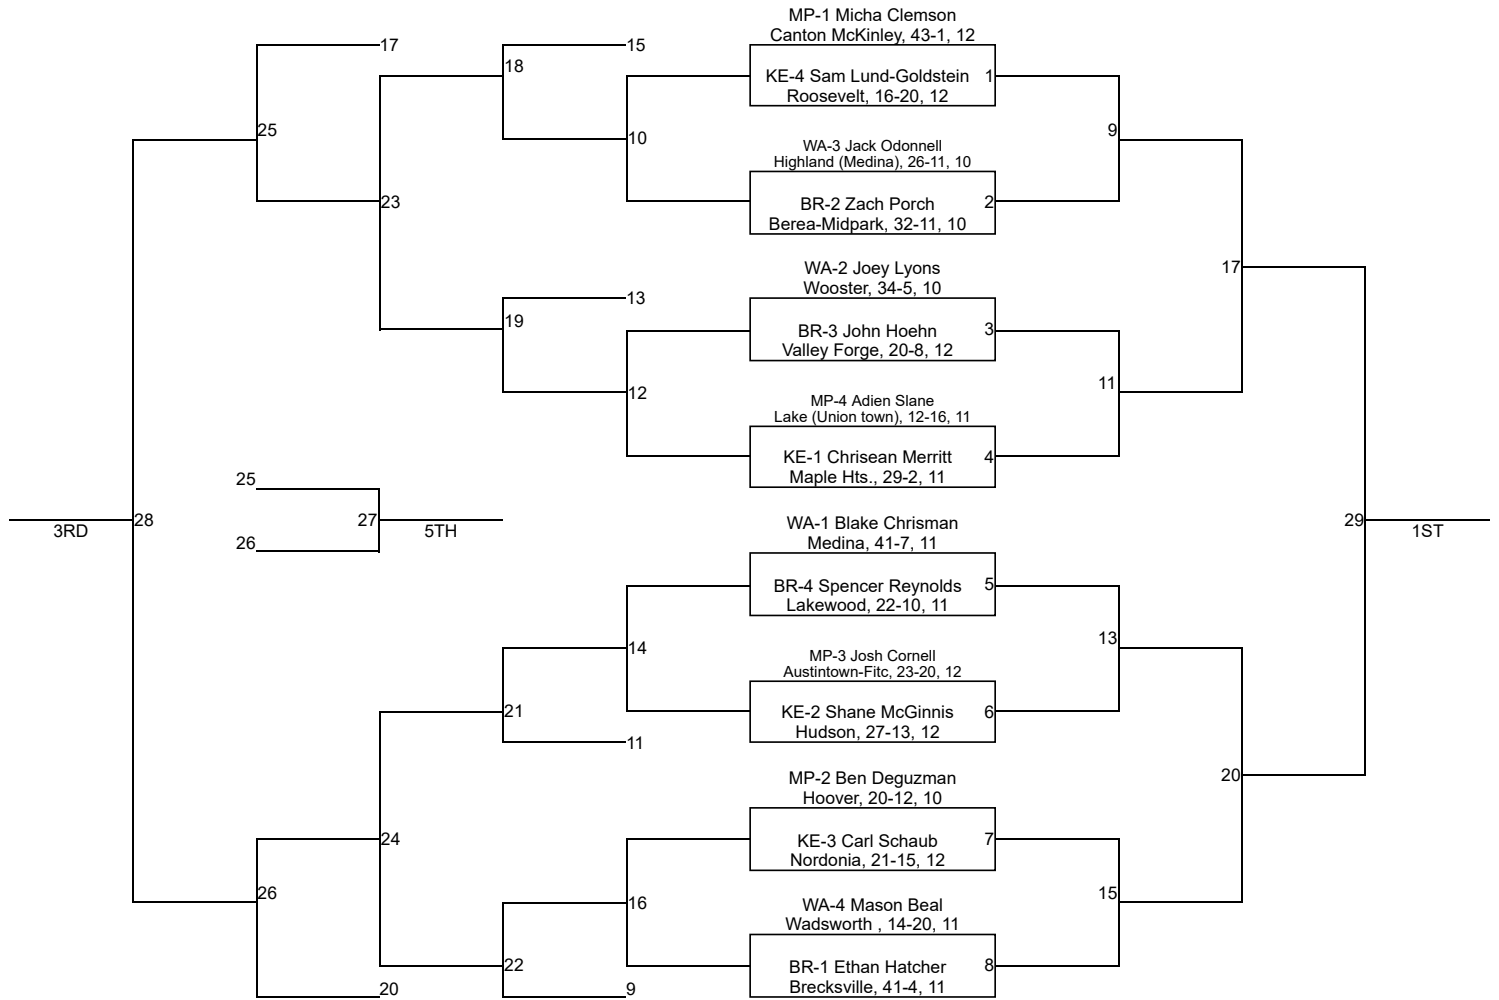 MP-1 Micha Clemson
Canton McKinley, 43-1, 12
17
15
18
KE-4 Sam Lund-Goldstein 1
Roosevelt, 16-20, 12
25
9
10
WA-3 Jack Odonnell
Highland (Medina), 26-11, 10
23
BR-2 Zach Porch 2
Berea-Midpark, 32-11, 10
WA-2 Joey Lyons
17
Wooster, 34-5, 10
13
19
BR-3 John Hoehn 3
Valley Forge, 20-8, 12
11
12
MP-4 Adien Slane
Lake (Union town), 12-16, 11
KE-1 Chrisean Merritt 4
Maple Hts., 29-2, 11
25
28
27
29
3RD
5TH
1ST
WA-1 Blake Chrisman
Medina, 41-7, 11
26
BR-4 Spencer Reynolds 5
Lakewood, 22-10, 11
13
14
MP-3 Josh Cornell
Austintown-Fitc, 23-20, 12
21
KE-2 Shane McGinnis 6
Hudson, 27-13, 12
11
MP-2 Ben Deguzman
20
Hoover, 20-12, 10
24
KE-3 Carl Schaub 7
Nordonia, 21-15, 12
26
15
16
WA-4 Mason Beal
Wadsworth , 14-20, 11
22
BR-1 Ethan Hatcher 8
Brecksville, 41-4, 11
20
9